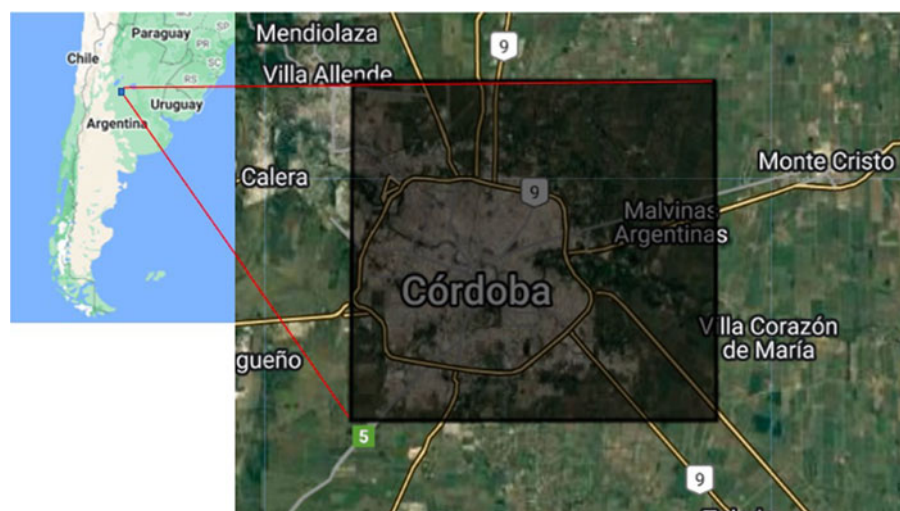 Paraguay
PR
SP
SC
Chile
RS
Uruguay
Argentina
Mendiolaza
9
Villa Allende
Calera
9
Monte Cristo
Malvinas
Argentinas
Córdoba
Villa Corazón
de María
gueño
5
9